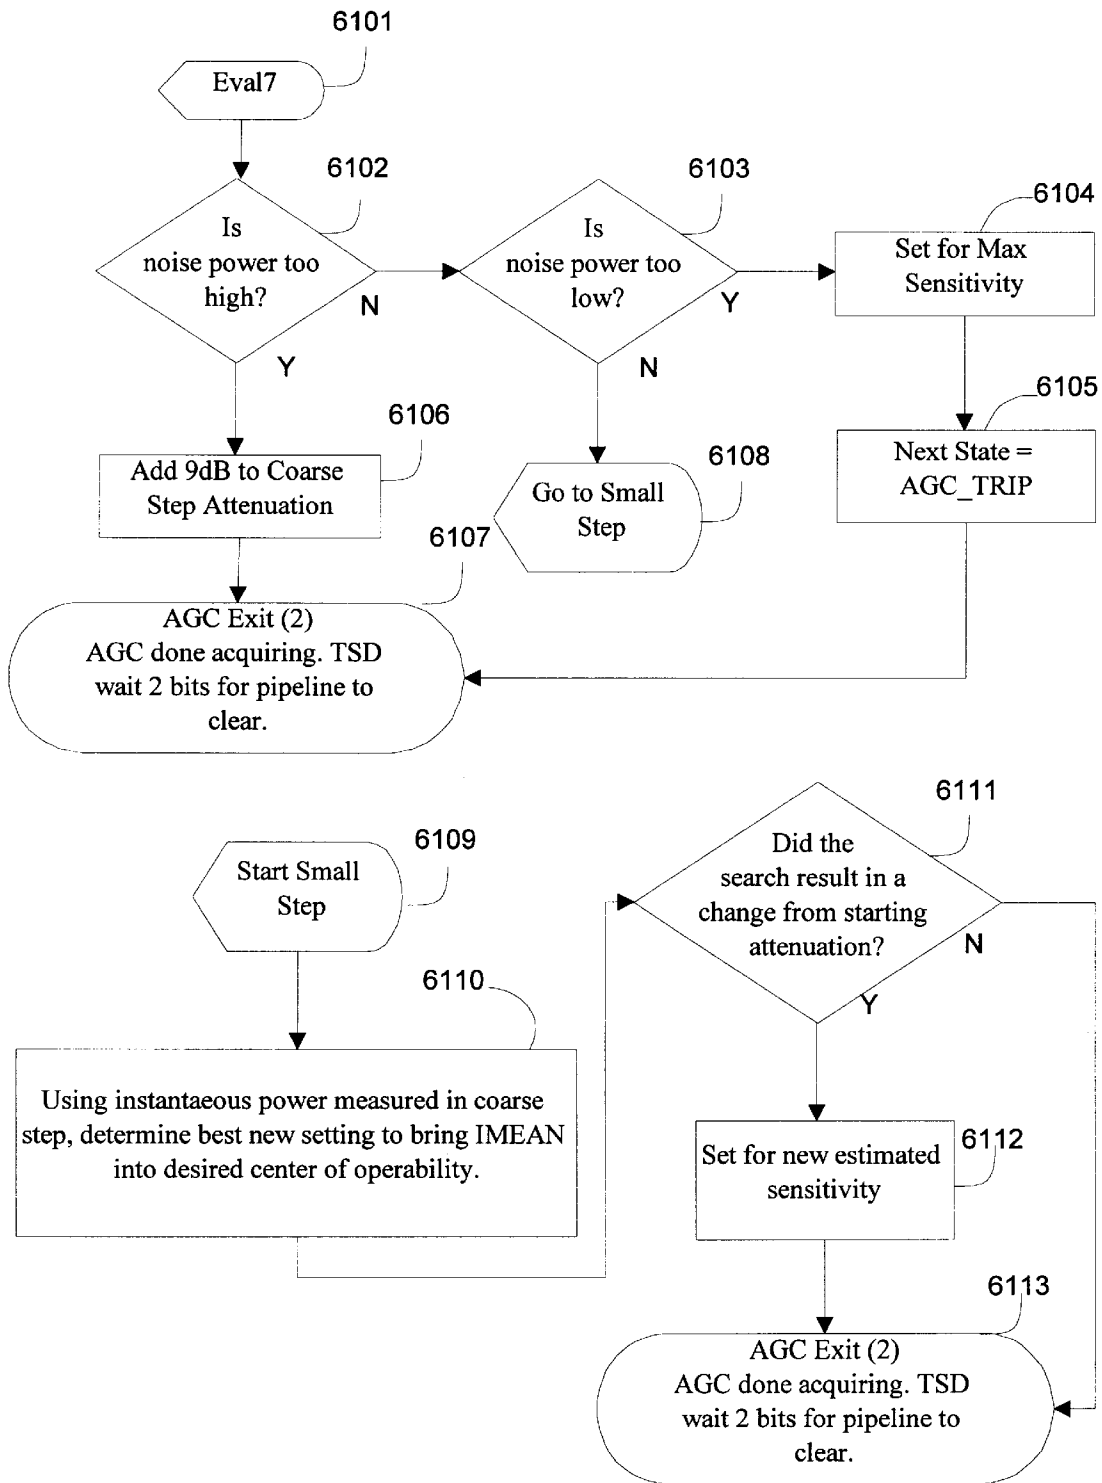 6101
Eval7
6102
Is
noise power too
high?
N
Y
6103
Is
noise power too
low?
Y
N
6104
Set for Max
Sensitivity
6105
Next State =
AGC_TRIP
6106
Add 9dB to Coarse
Step Attenuation
6108
Go to Small
Step
6107
AGC Exit (2)
AGC done acquiring. TSD
wait 2 bits for pipeline to
clear.
6109
Start Small
Step
6110
Using instantaeous power measured in coarse
step, determine best new setting to bring IMEAN
into desired center of operability.
6111
Did the
search result in a
change from starting
attenuation?
N
Y
6112
Set for new estimated
sensitivity
6113
AGC Exit (2)
AGC done acquiring. TSD
wait 2 bits for pipeline to
clear.